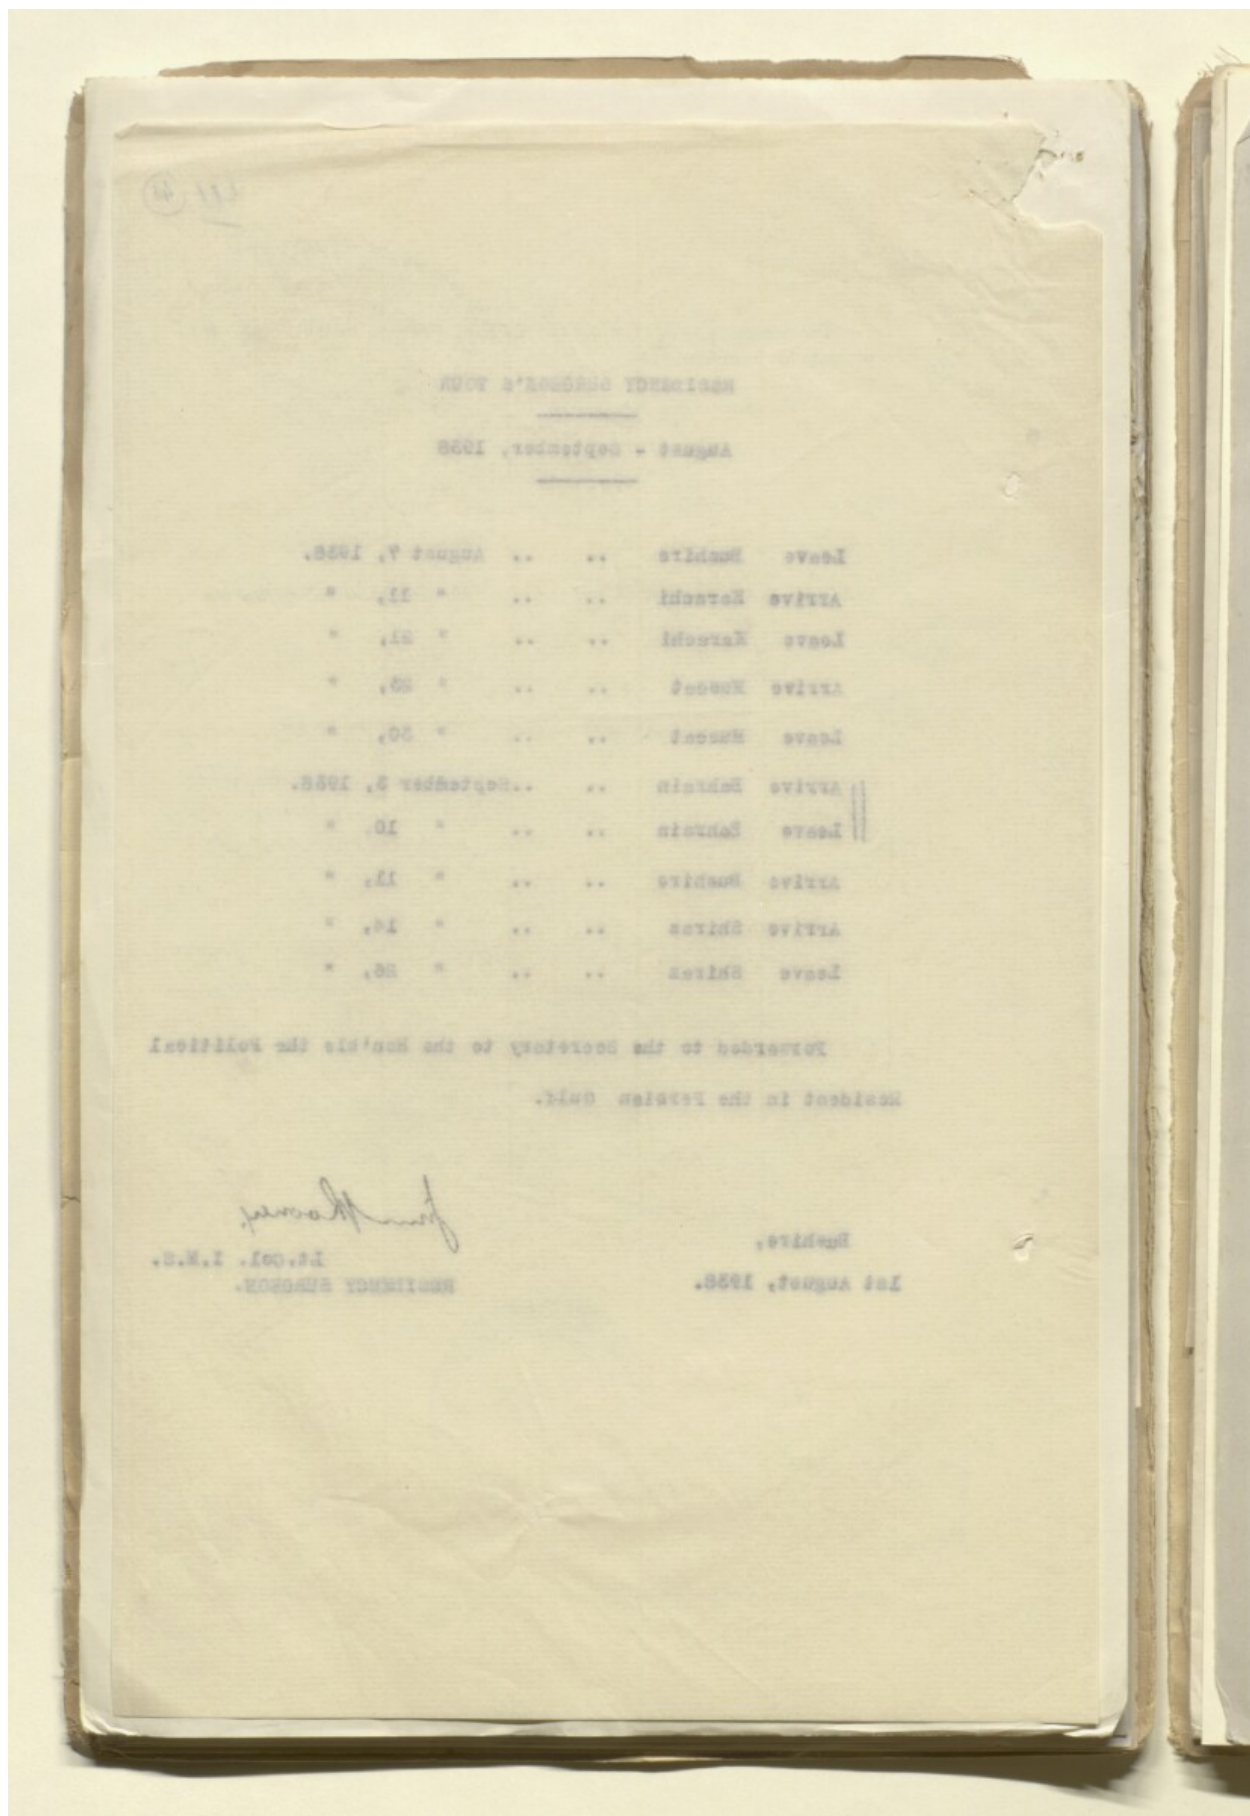 RESIDENCY SURGEON'S TOUR
August - September, 1938
Leave Bushire .. .. August 7, 1938.
Arrive Karachi .. .. " 11, "
Leave Karachi .. .. " 21, "
Arrive Muscat .. .. " 23, "
Leave Muscat .. .. " 30, "
Arrive Bahrain .. ..September 3, 1938.
Leave Bahrain .. .. " 10, "
Arrive Bushire .. .. " 11, "
Arrive Shiraz .. .. " 14, "
Leave Shiraz .. .. " 26, "
Forwarded to the Secretary to the Hon'ble the Political
Resident in the Persian Gulf.
Bushire,
1st August, 1938.
Lt.Col. I.M.S.
RESIDENCY SURGEON.